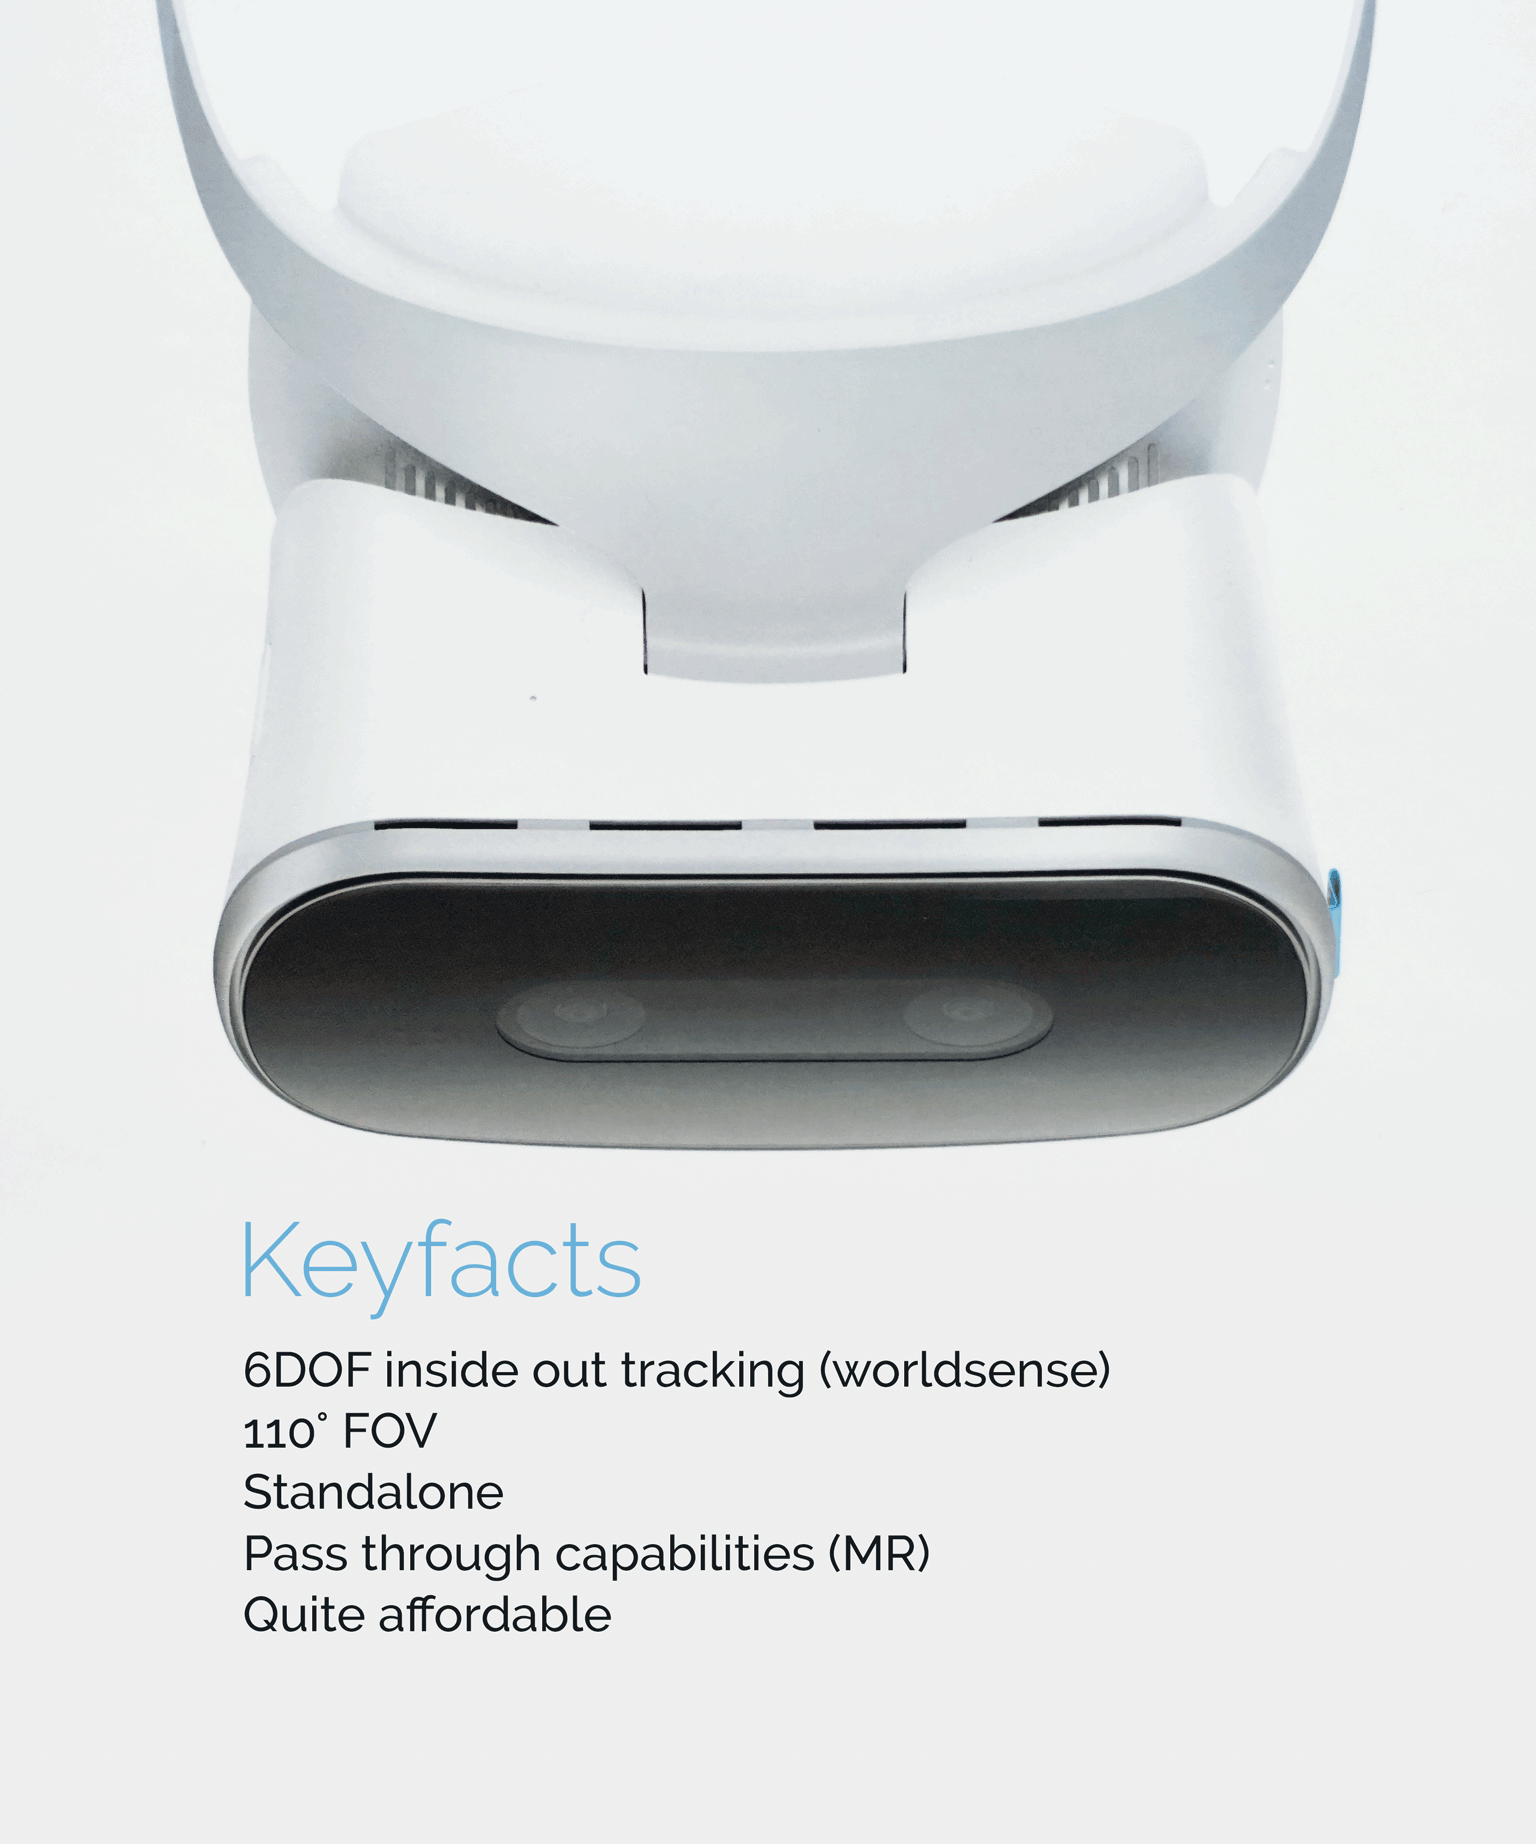 Keyfacts
6DOF inside out tracking (worldsense)
110° FOV
Standalone
Pass through capabilities (MR)
Quite affordable